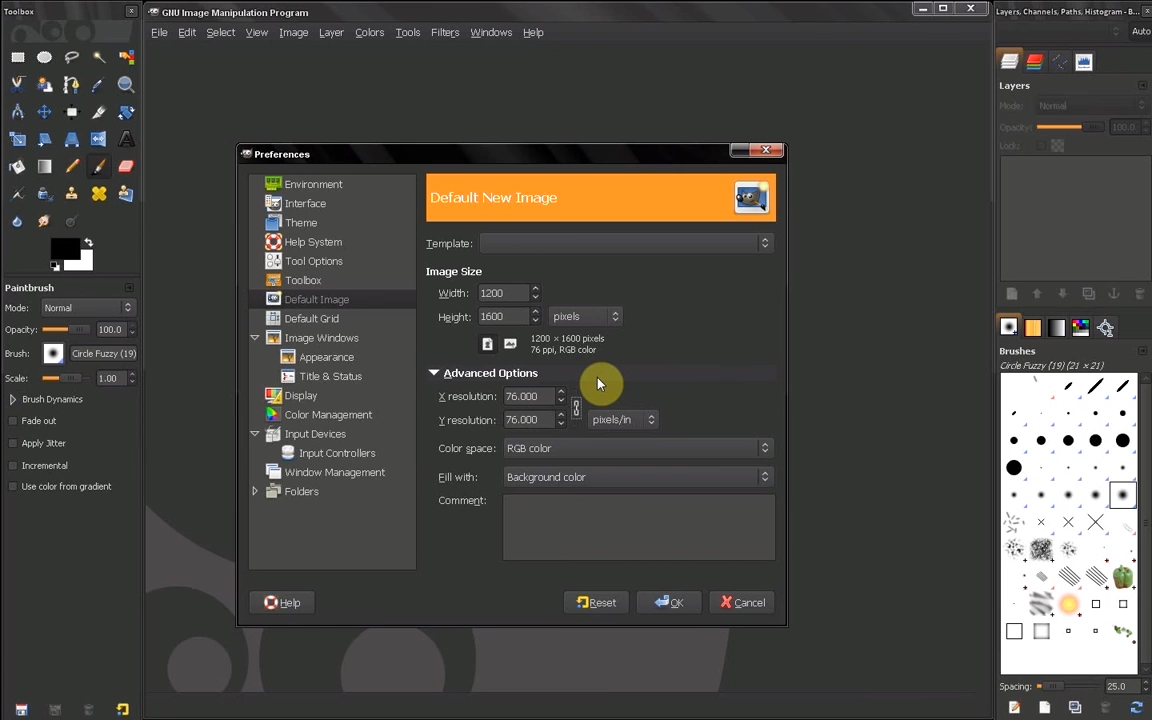 Toolbox
GNU Image Manipulation Program
File Edit Select View Image Layer Colors Tools Filters Windows Help
Paintbrush
Mode: Normal
Opacity: 100.0
Brush: Circle Fuzzy (19)
Scale: 1.00
Brush Dynamics
Fade out
Apply Jitter
Incremental
Use color from gradient
Preferences
Environment
Interface
Theme
Help System
Tool Options
Toolbox
Default Image
Default Grid
Image Windows
Appearance
Title & Status
Display
Color Management
Input Devices
Input Controllers
Window Management
Folders
Default New Image
Template:
Image Size
Width: 1200
Height: 1600 pixels
1200 × 1600 pixels
76 ppi, RGB color
Advanced Options
X resolution: 76.000
Y resolution: 76.000 pixels/in
Color space: RGB color
Fill with: Background color
Comment:
Help Reset OK Cancel
Layers, Channels, Paths, Histogram - B...
Auto
Layers
Mode: Normal
Opacity: 100.0
Lock:
Brushes
Circle Fuzzy (19) (21 × 21)
Spacing: 25.0